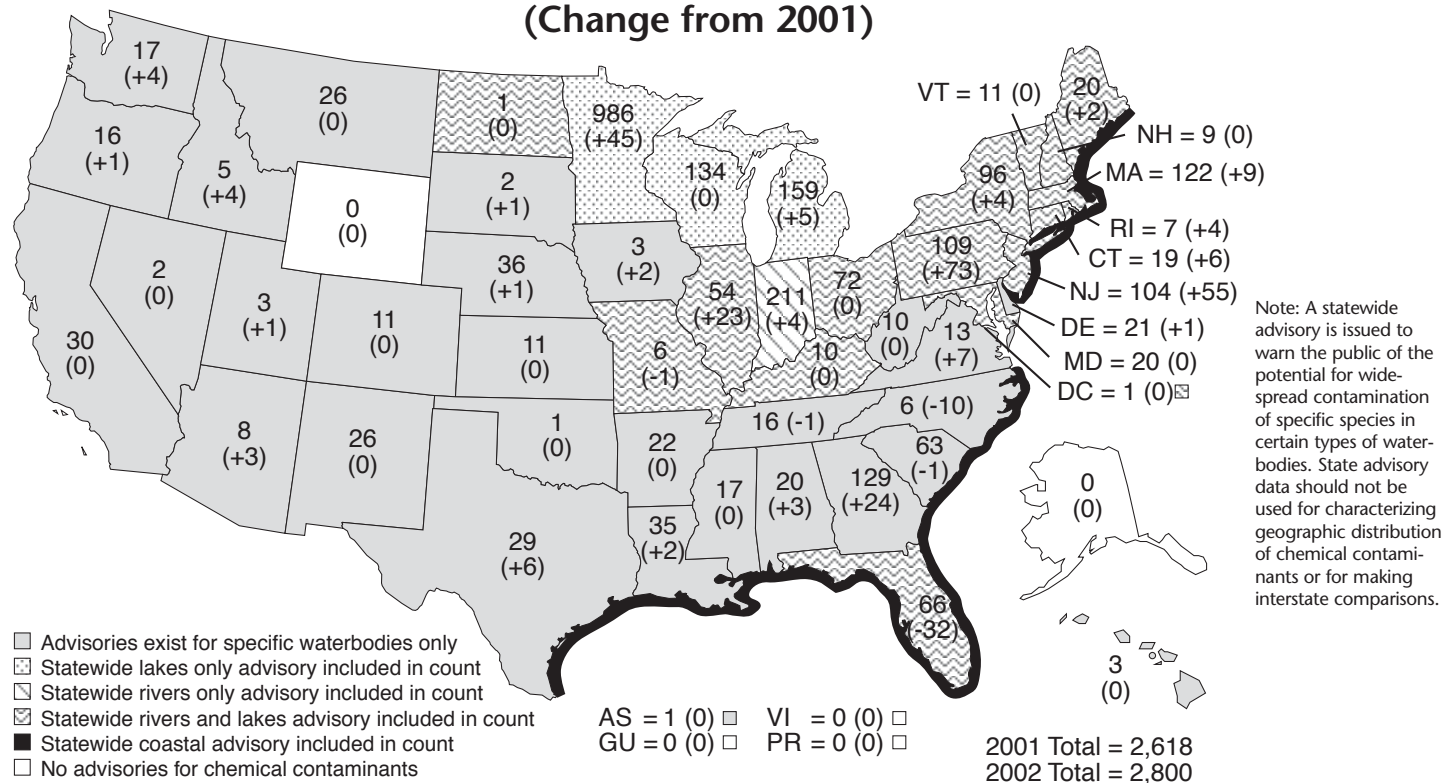 (Change from 2001)
17
(+4)
26
(0)
1
(0)
986
(+45)
VT = 11 (0)
20
(+2)
16
(+1)
5
(+4)
2
(+1)
134
(0)
159
(+5)
96
(+4)
NH = 9 (0)
MA = 122 (+9)
0
(0)
RI = 7 (+4)
CT = 19 (+6)
NJ = 104 (+55)
DE = 21 (+1)
MD = 20 (0)
DC = 1 (0)
2
(0)
3
(+1)
36
(+1)
3
(+2)
54
(+23)
211
(+4)
72
(0)
109
(+73)
30
(0)
11
(0)
11
(0)
6
(-1)
10
(0)
10
(0)
13
(+7)
8
(+3)
26
(0)
1
(0)
22
(0)
16 (-1)
6 (-10)
63
(-1)
29
(+6)
35
(+2)
17
(0)
20
(+3)
129
(+24)
66
(-32)
0
(0)
3
(0)
Note: A statewide
advisory is issued to
warn the public of the
potential for wide-
spread contamination
of specific species in
certain types of water-
bodies. State advisory
data should not be
used for characterizing
geographic distribution
of chemical contami-
nants or for making
interstate comparisons.
Advisories exist for specific waterbodies only
Statewide lakes only advisory included in count
Statewide rivers only advisory included in count
Statewide rivers and lakes advisory included in count
Statewide coastal advisory included in count
No advisories for chemical contaminants
AS = 1 (0) VI = 0 (0)
GU = 0 (0) PR = 0 (0)
2001 Total = 2,618
2002 Total = 2,800